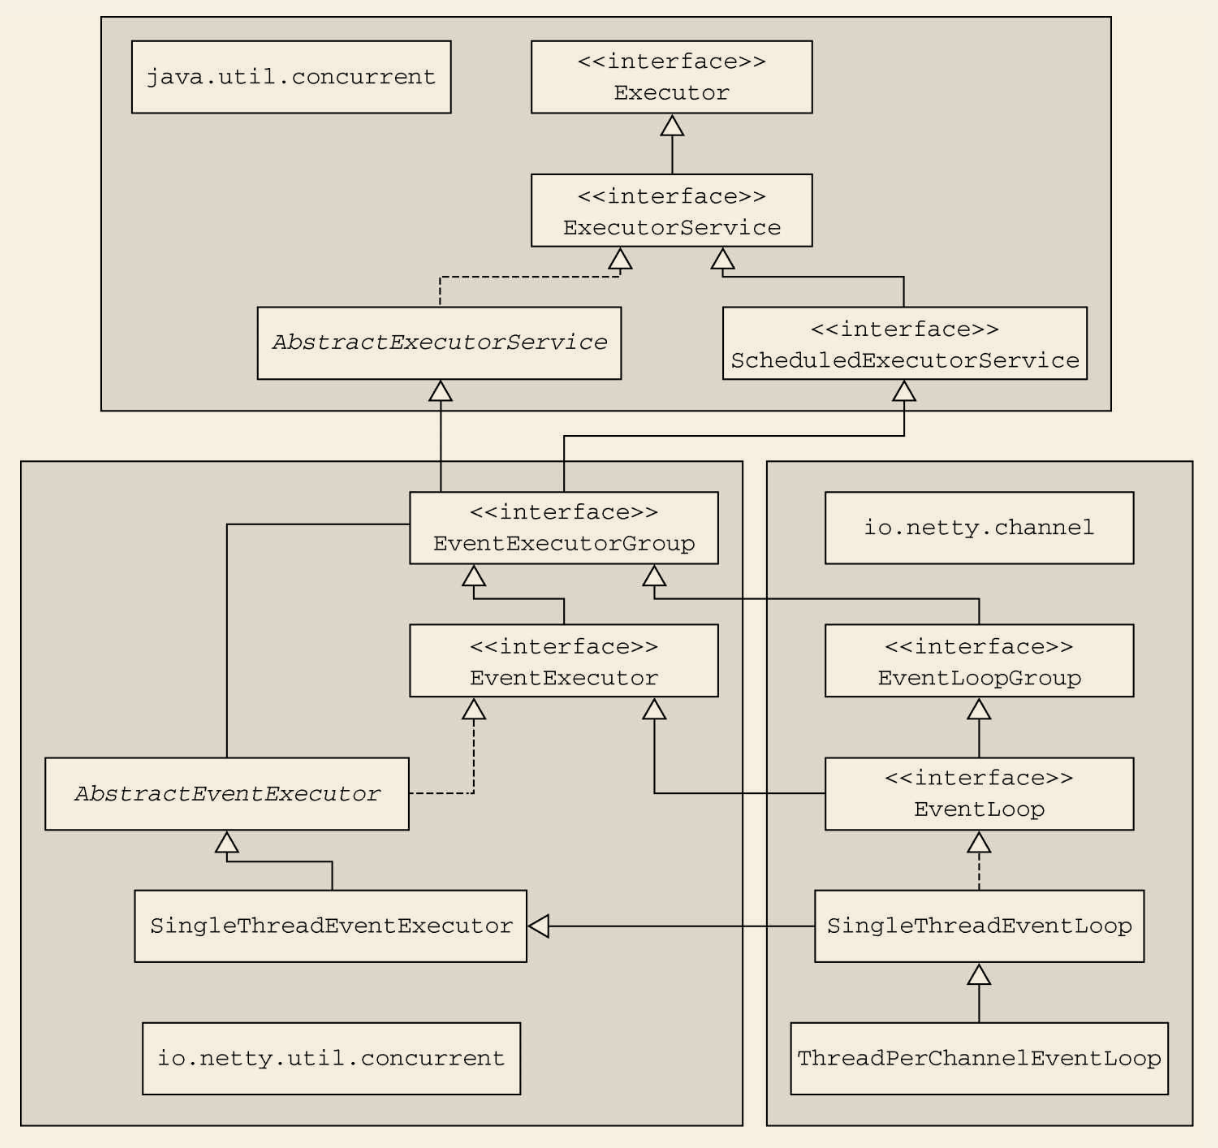 java.util.concurrent
<<interface>>
Executor
<<interface>>
ExecutorService
AbstractExecutorService
<<interface>>
ScheduledExecutorService
<<interface>>
EventExecutorGroup
io.netty.channel
<<interface>>
EventExecutor
<<interface>>
EventLoopGroup
AbstractEventExecutor
<<interface>>
EventLoop
SingleThreadEventExecutor
SingleThreadEventLoop
io.netty.util.concurrent
ThreadPerChannelEventLoop